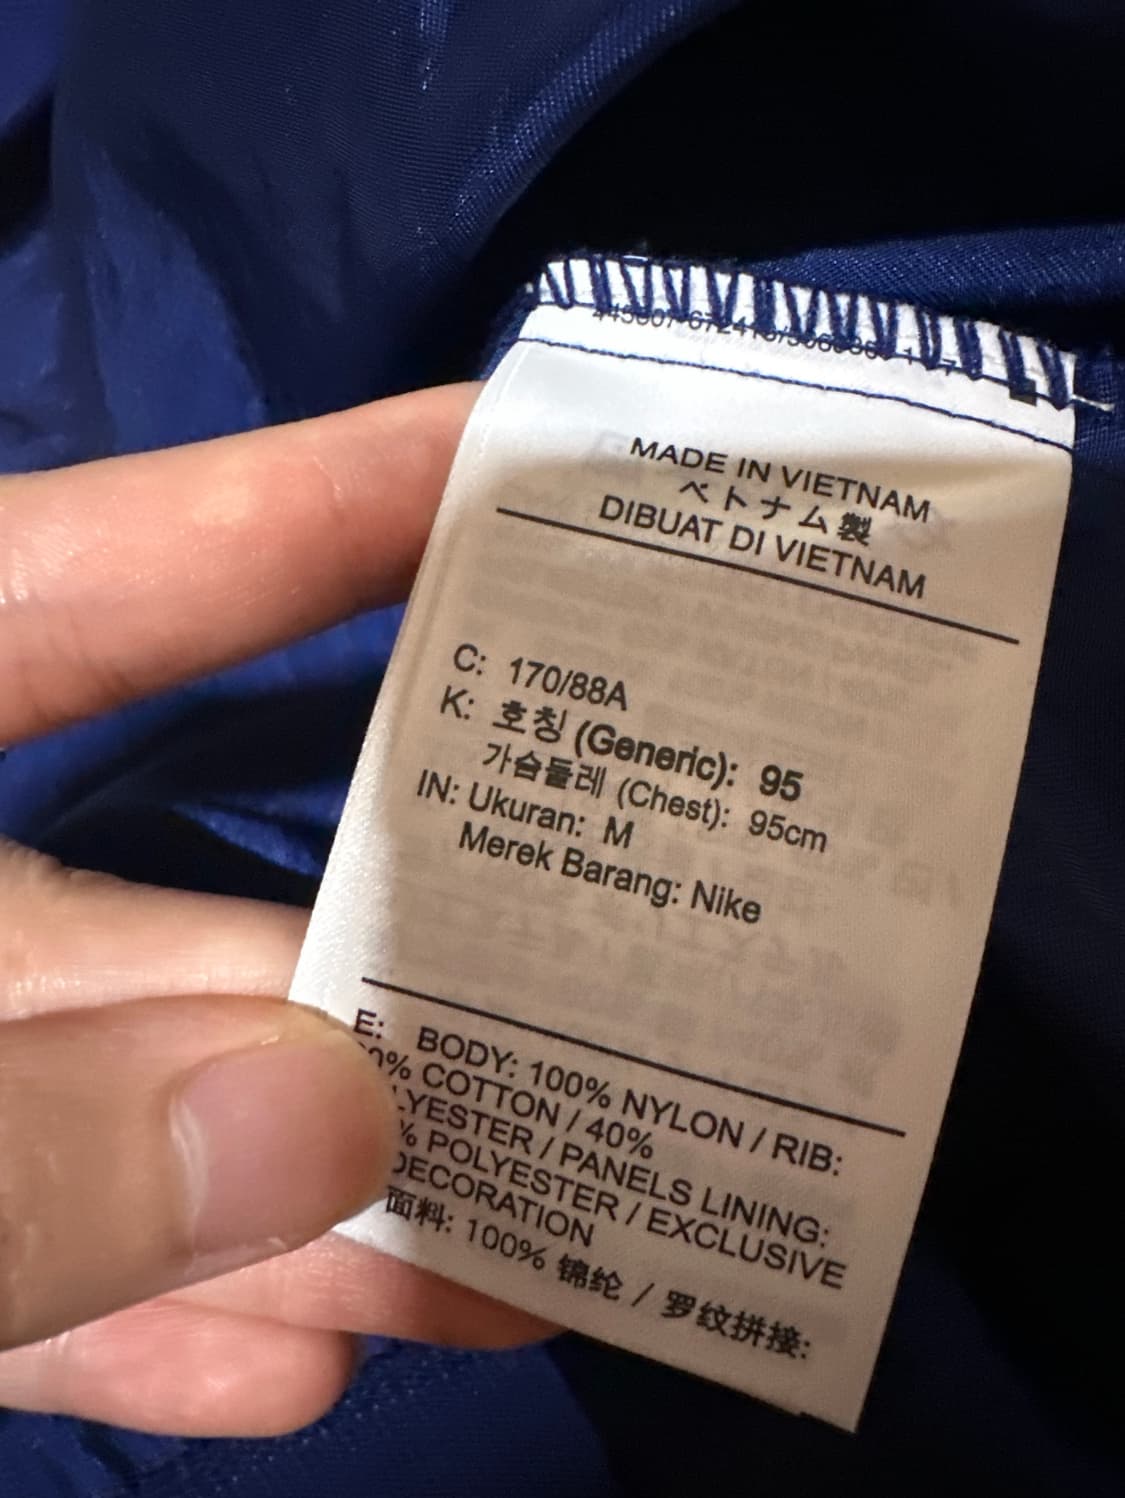 MADE IN VIETNAM
ベトナム製
DIBUAT DI VIETNAM
C: 170/88A
K: 호칭 (Generic): 95
가슴둘레 (Chest): 95cm
IN: Ukuran: M
Merek Barang: Nike
E: BODY: 100% NYLON / RIB:
0% COTTON / 40%
LYESTER / PANELS LINING:
% POLYESTER / EXCLUSIVE
DECORATION
面料: 100% 锦纶 / 罗纹拼接: